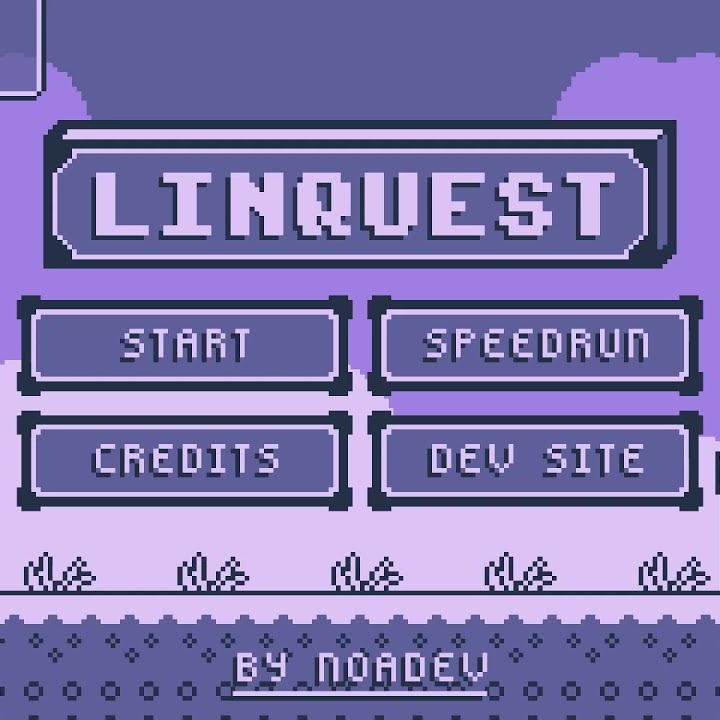 LINQUEST
START
SPEEDRUN
CREDITS
DEV SITE
BY NOADEV